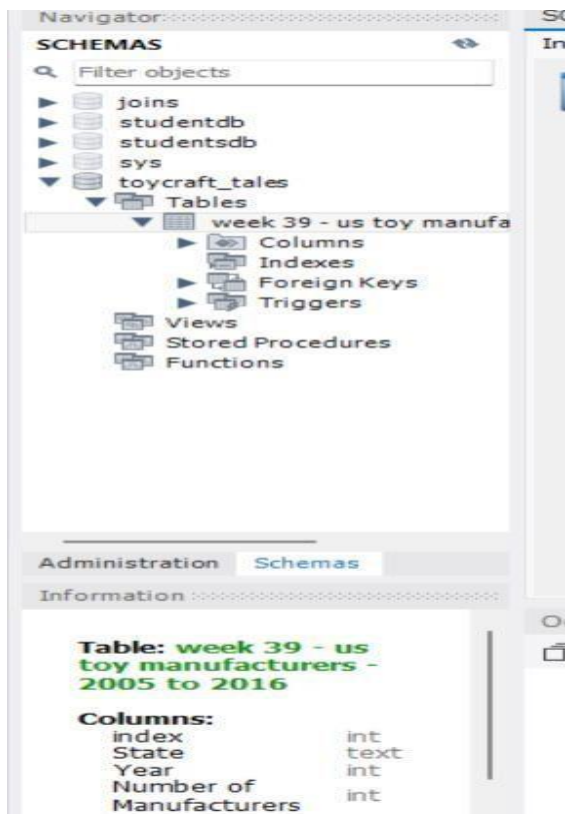 Navigator
SCHEMAS
Filter objects
joins
studentdb
studentsdb
sys
toycraft_tales
Tables
week 39 - us toy manufa
Columns
Indexes
Foreign Keys
Triggers
Views
Stored Procedures
Functions
Administration Schemas
Information
Table: week 39 - us
toy manufacturers -
2005 to 2016
Columns:
index int
State text
Year int
Number of
Manufacturers int
In